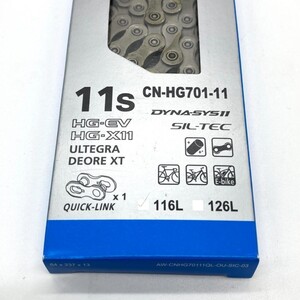 11s CN-HG701-11
HG-EV
HG-X11
DYNA-SYS11
SIL-TEC
ULTEGRA
DEORE XT
E-bike
x 1
QUICK-LINK
116L 126L